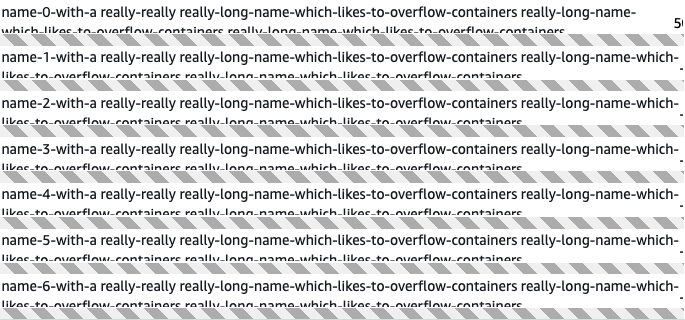 name-0-with-a really-really really-long-name-which-likes-to-overflow-containers really-long-name-
which-likes-to-overflow-containers really-long-name-which-likes-to-overflow-containers
name-1-with-a really-really really-long-name-which-likes-to-overflow-containers really-long-name-which-
likes-to-overflow-containers really-long-name-which-likes-to-overflow-containers
name-2-with-a really-really really-long-name-which-likes-to-overflow-containers really-long-name-which-
likes-to-overflow-containers really-long-name-which-likes-to-overflow-containers
name-3-with-a really-really really-long-name-which-likes-to-overflow-containers really-long-name-which-
likes-to-overflow-containers really-long-name-which-likes-to-overflow-containers
name-4-with-a really-really really-long-name-which-likes-to-overflow-containers really-long-name-which-
likes-to-overflow-containers really-long-name-which-likes-to-overflow-containers
name-5-with-a really-really really-long-name-which-likes-to-overflow-containers really-long-name-which-
likes-to-overflow-containers really-long-name-which-likes-to-overflow-containers
name-6-with-a really-really really-long-name-which-likes-to-overflow-containers really-long-name-which-
likes-to-overflow-containers really-long-name-which-likes-to-overflow-containers